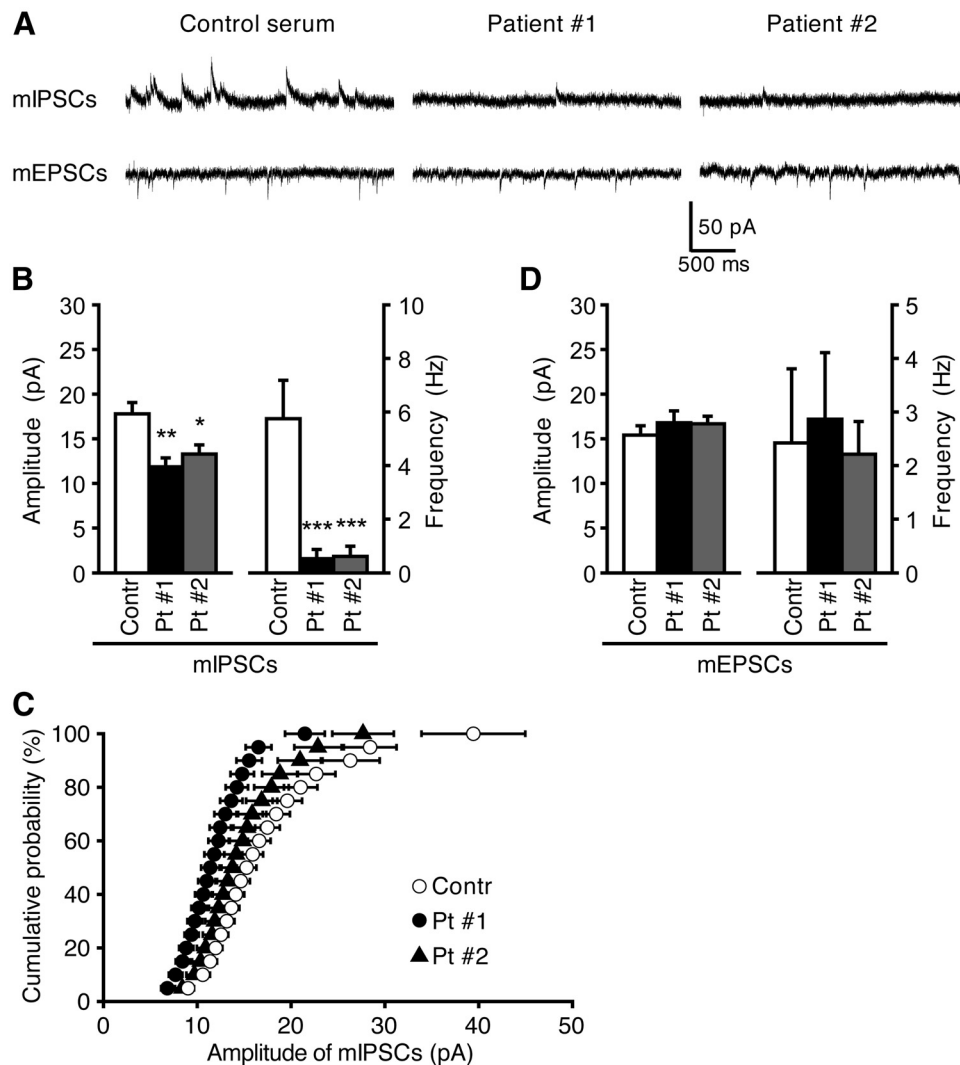 A
Control serum
Patient #1
Patient #2
mIPSCs
mEPSCs
50 pA
500 ms
B
30
25
20
15
10
5
0
Amplitude (pA)
**
*
***
***
10
8
6
4
2
0
Frequency (Hz)
Contr
Pt #1
Pt #2
Contr
Pt #1
Pt #2
mIPSCs
D
30
25
20
15
10
5
0
Amplitude (pA)
5
4
3
2
1
0
Frequency (Hz)
Contr
Pt #1
Pt #2
Contr
Pt #1
Pt #2
mEPSCs
C
100
80
60
40
20
0
Cumulative probability (%)
Contr
Pt #1
Pt #2
0 10 20 30 40 50
Amplitude of mIPSCs (pA)